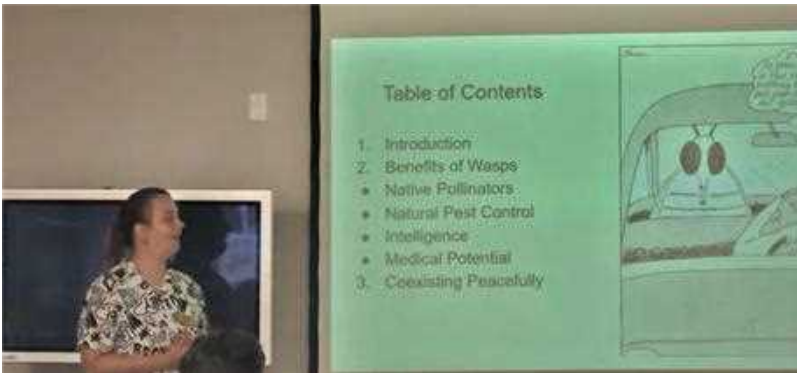 Table of Contents
1. Introduction
2. Benefits of Wasps
• Native Pollinators
• Natural Pest Control
• Intelligence
• Medical Potential
3. Coexisting Peacefully